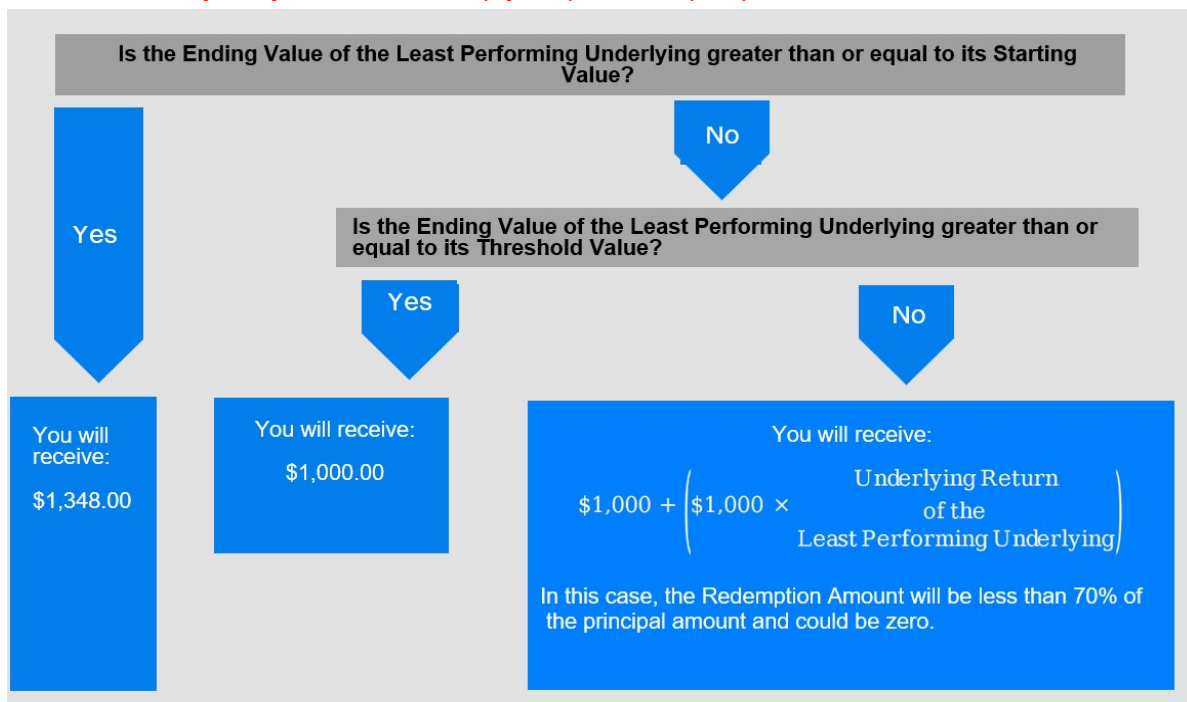 Is the Ending Value of the Least Performing Underlying greater than or equal to its Starting
Value?
Yes
No
Is the Ending Value of the Least Performing Underlying greater than or
equal to its Threshold Value?
Yes
No
You will
receive:
$1,348.00
You will receive:
$1,000.00
You will receive:
$1,000 + ($1,000 × Underlying Return
of the
Least Performing Underlying)
In this case, the Redemption Amount will be less than 70% of
the principal amount and could be zero.